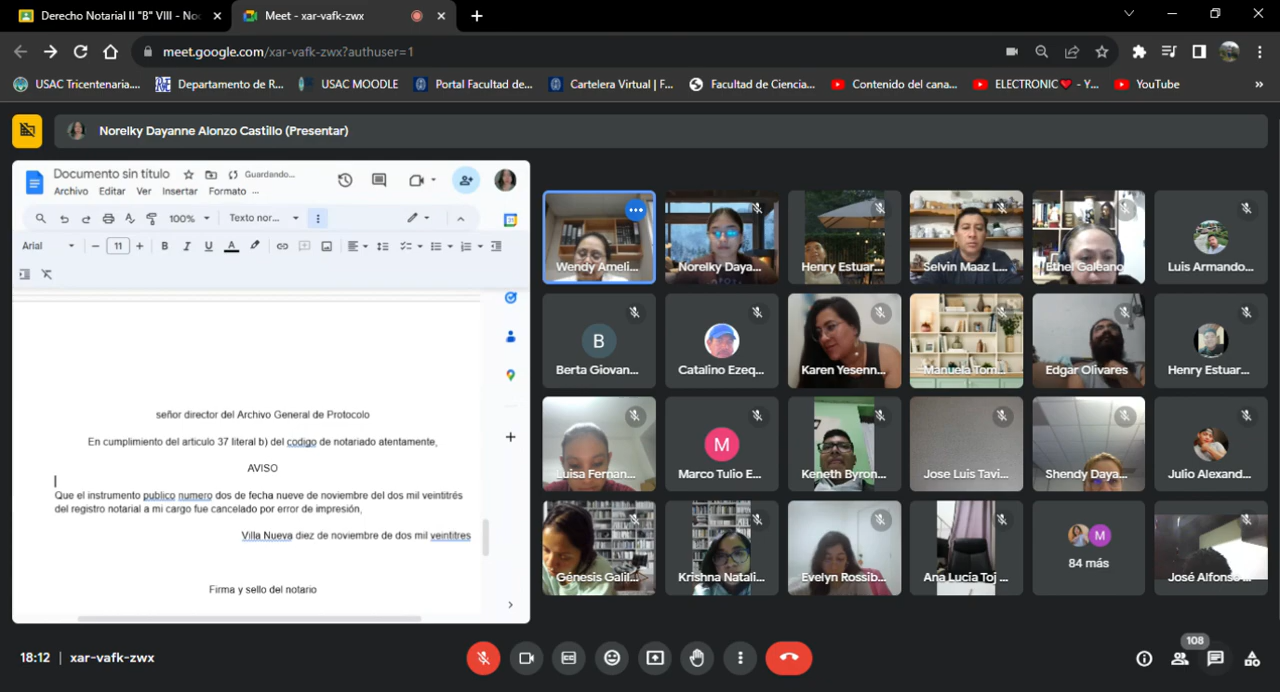 Derecho Notarial II "B" VIII - No
Meet - xar-vafk-zwx
meet.google.com/xar-vafk-zwx?authuser=1
USAC Tricentenaria....
Departamento de R...
USAC MOODLE
Portal Facultad de...
Cartelera Virtual | F...
Facultad de Ciencia...
Contenido del cana...
ELECTRONIC❤ - Y...
YouTube
»
Norelky Dayanne Alonzo Castillo (Presentar)
Documento sin título
Guardando...
Archivo Editar Ver Insertar Formato ...
100%
Texto nor...
Arial
11
B I U A
señor director del Archivo General de Protocolo
En cumplimiento del articulo 37 literal b) del codigo de notariado atentamente,
AVISO
Que el instrumento publico numero dos de fecha nueve de noviembre del dos mil veintitrés
del registro notarial a mi cargo fue cancelado por error de impresión,
Villa Nueva diez de noviembre de dos mil veintitres
Firma y sello del notario
Wendy Ameli...
Norelky Daya...
Henry Estuar...
Selvin Maaz L...
Ethel Galeano
Luis Armando...
B
Berta Giovan...
Catalino Ezeq...
Karen Yesenn...
Manuela Tom...
Edgar Olivares
Henry Estuar...
Luisa Fernan...
M
Marco Tulio E...
Keneth Byron...
Jose Luis Tavi...
Shendy Daya...
Julio Alexand...
Génesis Galil...
Krishna Natali...
Evelyn Rossib...
Ana Lucía Toj ...
M
84 más
José Alfonso ...
18:12 | xar-vafk-zwx
108